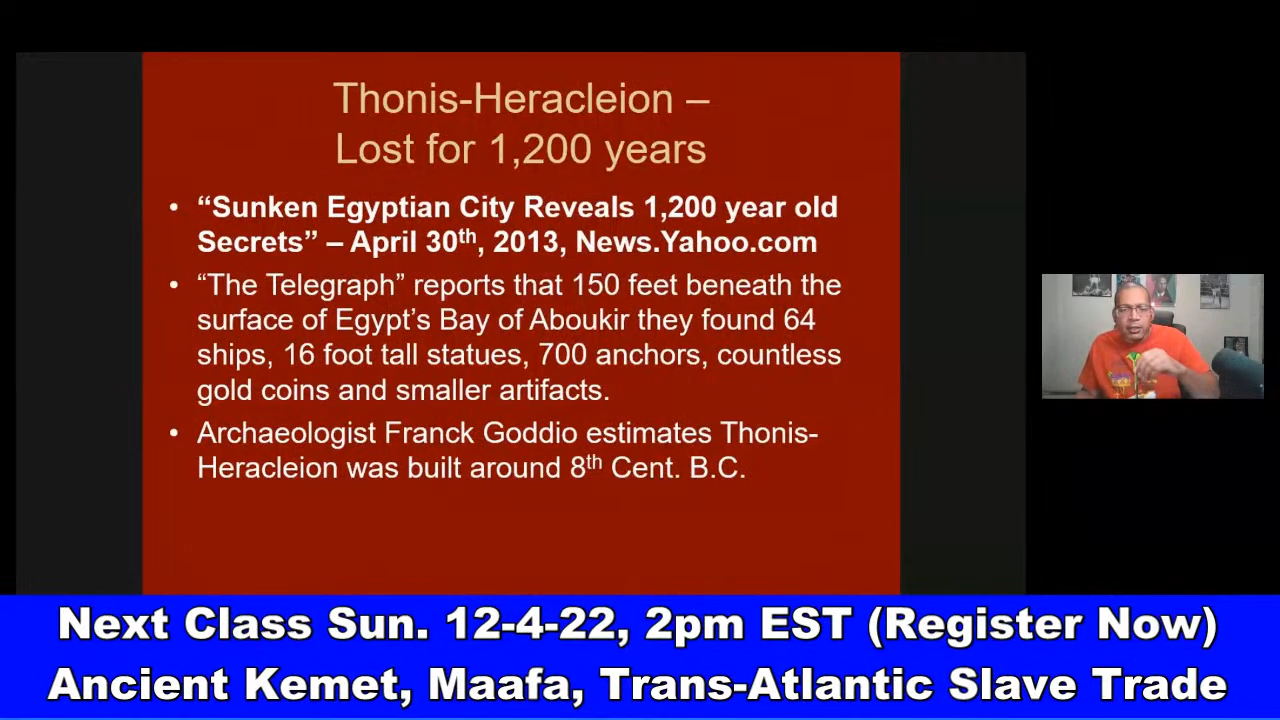 Thonis-Heracleion –
Lost for 1,200 years
• “Sunken Egyptian City Reveals 1,200 year old
Secrets” – April 30th, 2013, News.Yahoo.com
• “The Telegraph” reports that 150 feet beneath the
surface of Egypt’s Bay of Aboukir they found 64
ships, 16 foot tall statues, 700 anchors, countless
gold coins and smaller artifacts.
• Archaeologist Franck Goddio estimates Thonis-
Heracleion was built around 8th Cent. B.C.
Next Class Sun. 12-4-22, 2pm EST (Register Now)
Ancient Kemet, Maafa, Trans-Atlantic Slave Trade